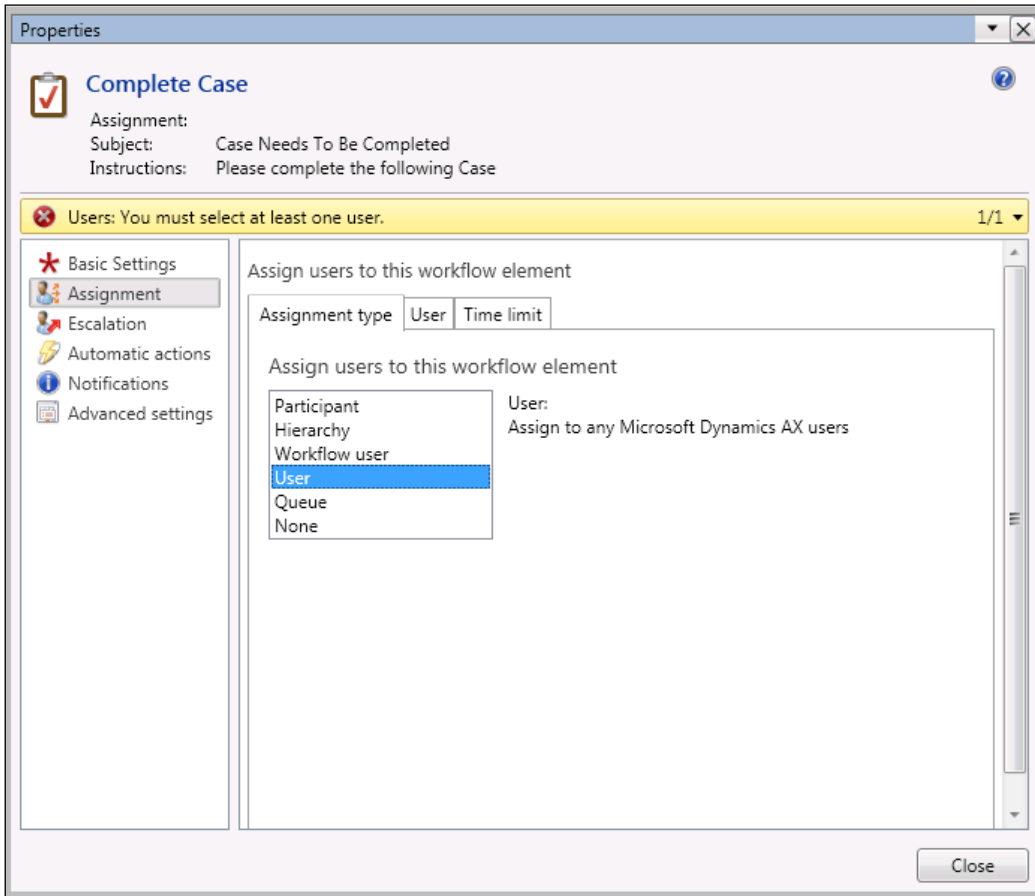 Properties
Complete Case
Assignment:
Subject: Case Needs To Be Completed
Instructions: Please complete the following Case
Users: You must select at least one user. 1/1
Basic Settings
Assignment
Escalation
Automatic actions
Notifications
Advanced settings
Assign users to this workflow element
Assignment type User Time limit
Assign users to this workflow element
Participant
Hierarchy
Workflow user
User
Queue
None
User:
Assign to any Microsoft Dynamics AX users
Close